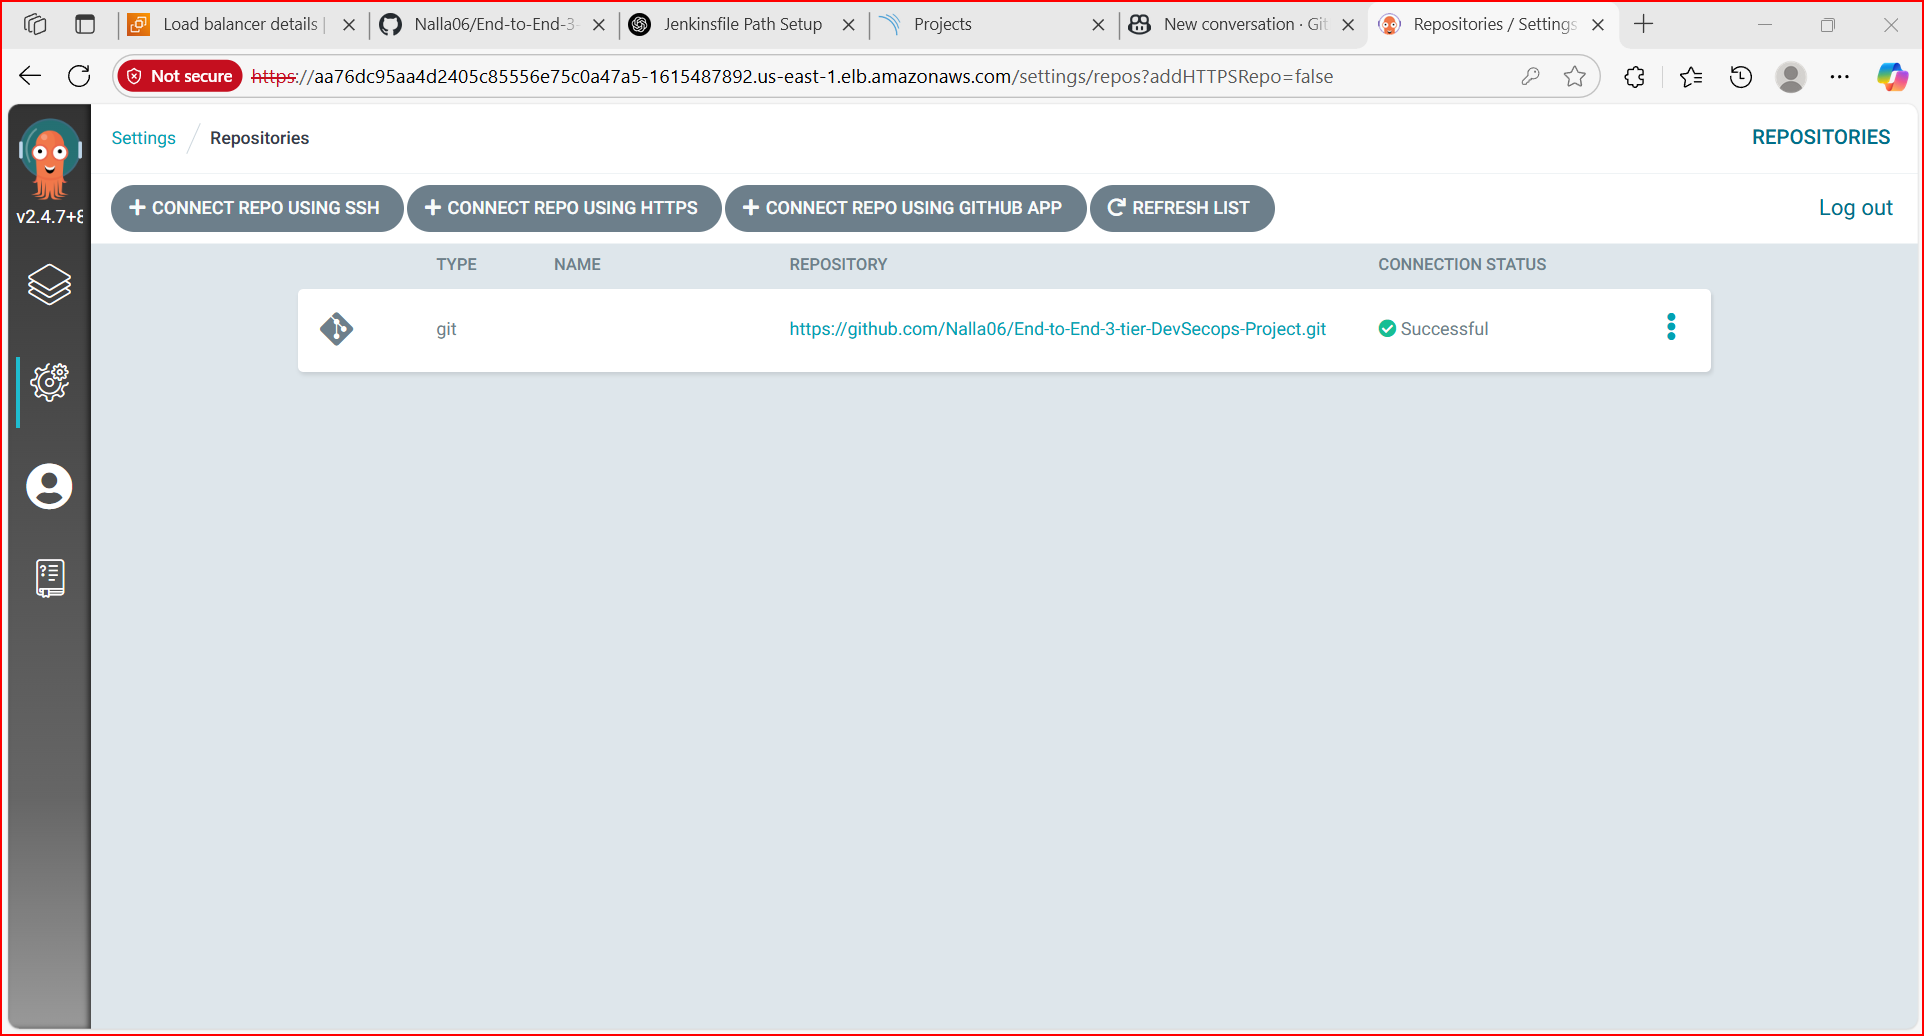 Load balancer details |
Nalla06/End-to-End-3-
Jenkinsfile Path Setup
Projects
New conversation · Git
Repositories / Settings
Not secure
https://aa76dc95aa4d2405c85556e75c0a47a5-1615487892.us-east-1.elb.amazonaws.com/settings/repos?addHTTPSRepo=false
v2.4.7+8
Settings / Repositories
REPOSITORIES
CONNECT REPO USING SSH
CONNECT REPO USING HTTPS
CONNECT REPO USING GITHUB APP
REFRESH LIST
Log out
TYPE NAME REPOSITORY CONNECTION STATUS
git https://github.com/Nalla06/End-to-End-3-tier-DevSecops-Project.git Successful